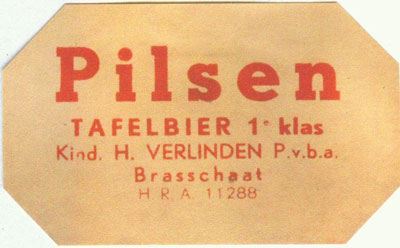 Pilsen
TAFELBIER 1e klas
Kind. H. VERLINDEN P.v.b.a.
Brasschaat
H R A. 11288